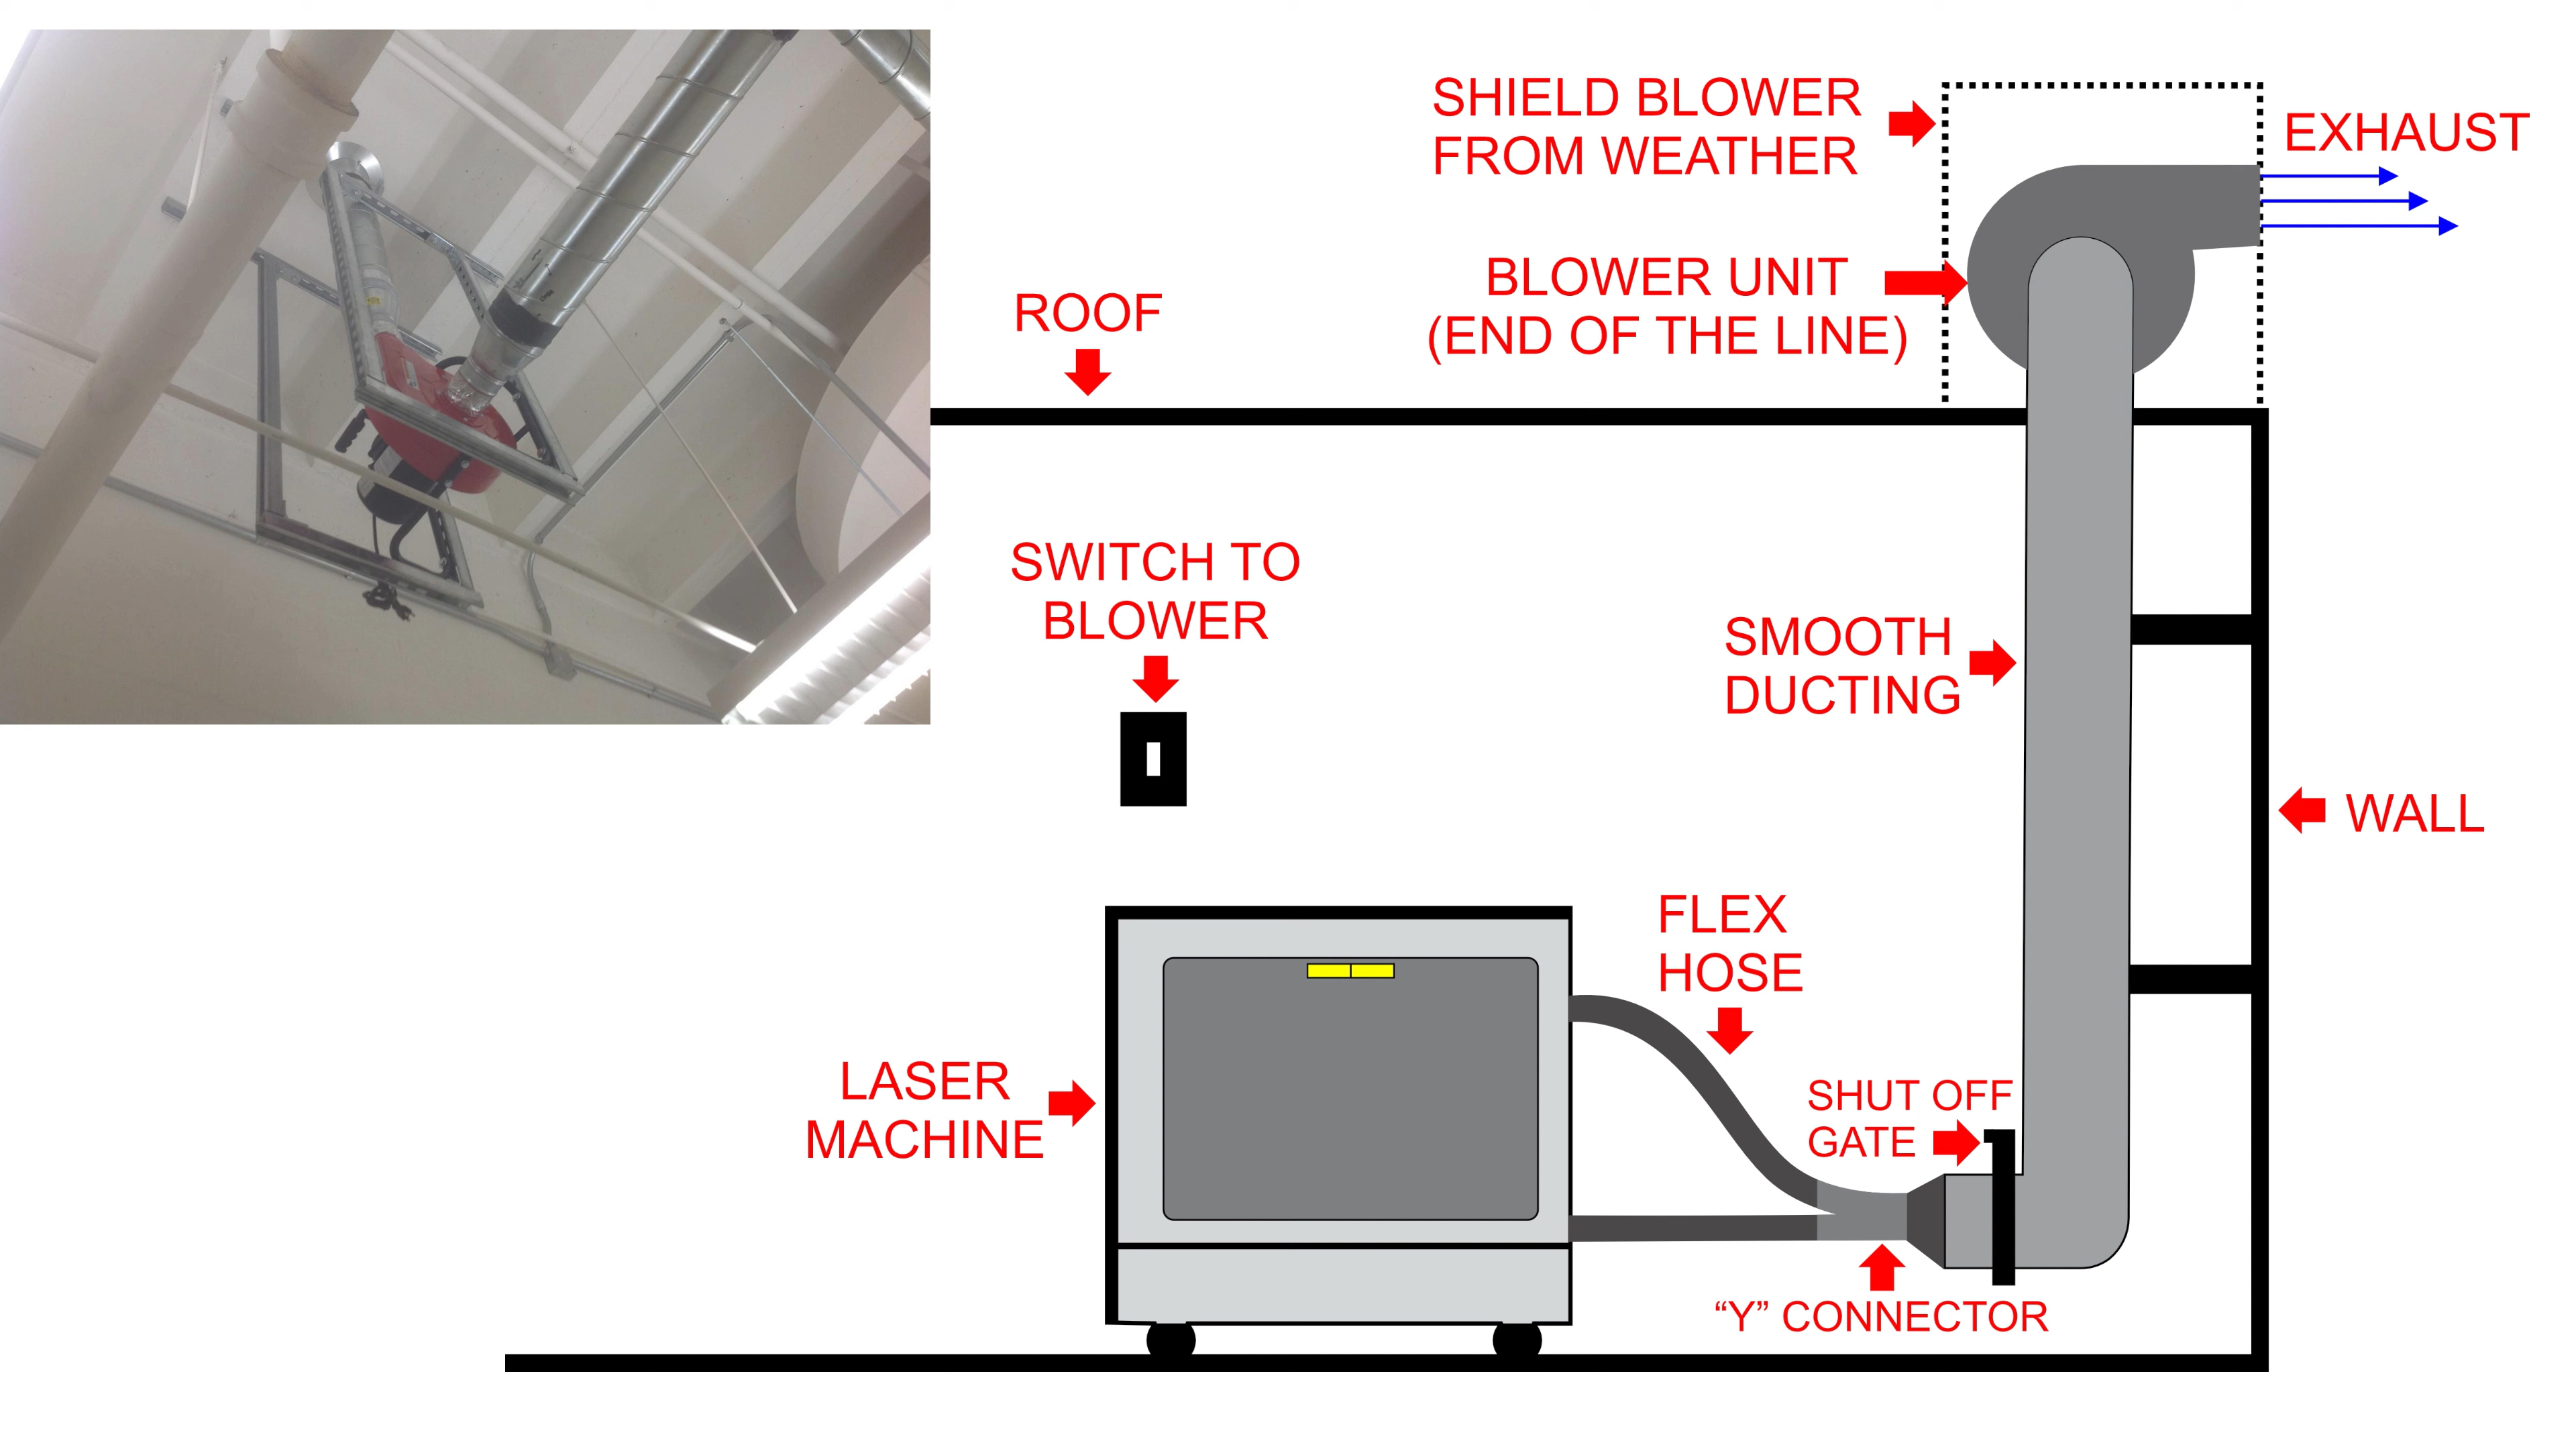 SHIELD BLOWER
FROM WEATHER
EXHAUST
BLOWER UNIT
(END OF THE LINE)
ROOF
SWITCH TO
BLOWER
SMOOTH
DUCTING
WALL
FLEX
HOSE
LASER
MACHINE
SHUT OFF
GATE
“Y” CONNECTOR